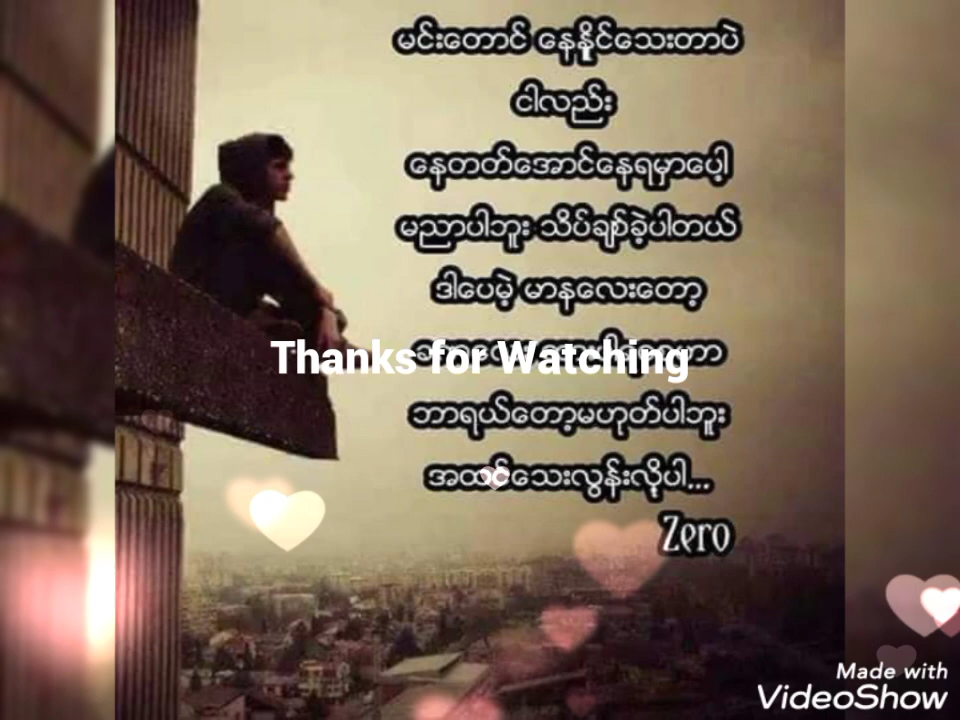 မင်းတောင် နေနိူင်သေးတာပဲ
ငါလည်း
နေတတ်အောင်နေရမှာပေ့ါ
မညာပါဘူး သိပ်ချစ်ခဲ့ပါတယ်
ဒါပေမဲ့ မာနလေးတော့
Thanks for Watching
ဘာရယ်တော့မဟုတ်ပါဘူး
အထင်သေးလွန်းလို့ပါ...
Zero
Made with
VideoShow